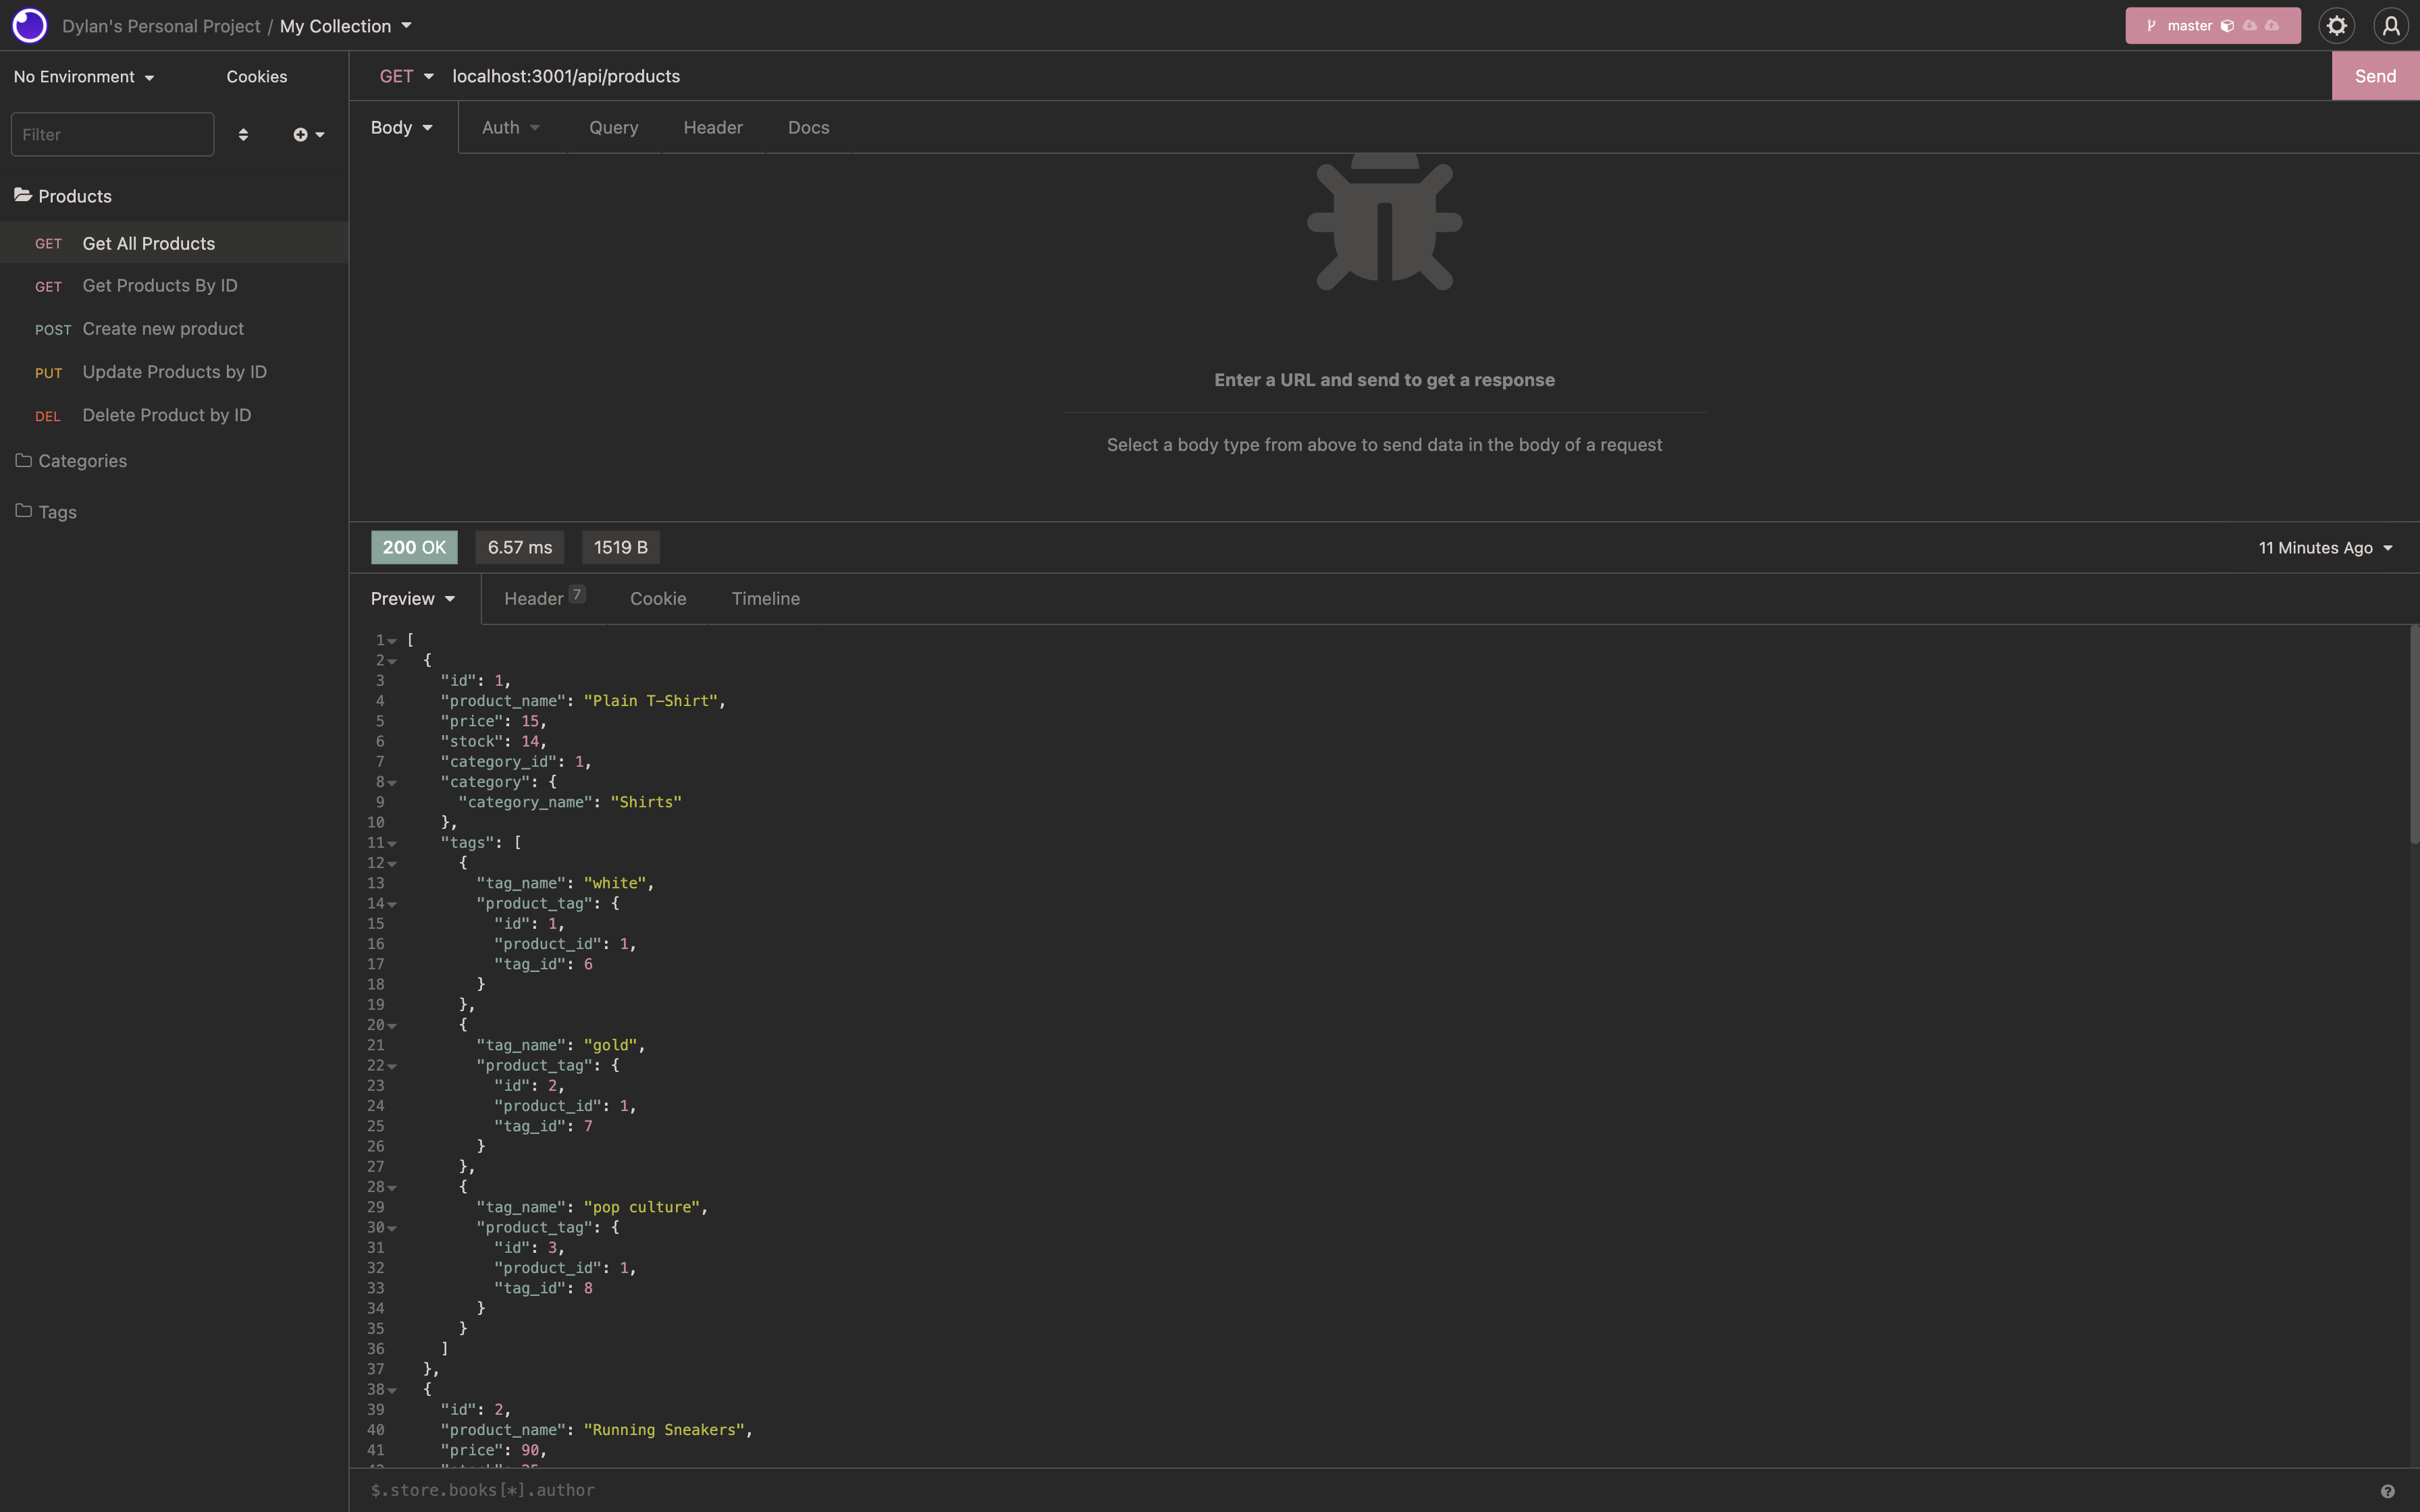 Dylan's Personal Project / My Collection
master
No Environment
Cookies
GET localhost:3001/api/products
Send
Filter
Body
Auth
Query
Header
Docs
Products
GET Get All Products
GET Get Products By ID
POST Create new product
PUT Update Products by ID
DEL Delete Product by ID
Categories
Tags
Enter a URL and send to get a response
Select a body type from above to send data in the body of a request
200 OK
6.57 ms
1519 B
11 Minutes Ago
Preview
Header 7
Cookie
Timeline
1 [
2 {
3 "id": 1,
4 "product_name": "Plain T-Shirt",
5 "price": 15,
6 "stock": 14,
7 "category_id": 1,
8 "category": {
9 "category_name": "Shirts"
10 },
11 "tags": [
12 {
13 "tag_name": "white",
14 "product_tag": {
15 "id": 1,
16 "product_id": 1,
17 "tag_id": 6
18 }
19 },
20 {
21 "tag_name": "gold",
22 "product_tag": {
23 "id": 2,
24 "product_id": 1,
25 "tag_id": 7
26 }
27 },
28 {
29 "tag_name": "pop culture",
30 "product_tag": {
31 "id": 3,
32 "product_id": 1,
33 "tag_id": 8
34 }
35 }
36 ]
37 },
38 {
39 "id": 2,
40 "product_name": "Running Sneakers",
41 "price": 90,
$.store.books[*].author